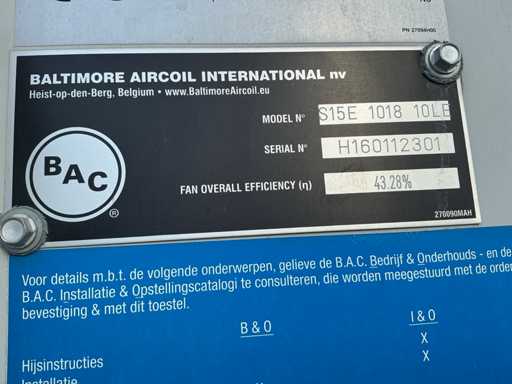 PN 27094H00
BALTIMORE AIRCOIL INTERNATIONAL nv
Heist-op-den-Berg, Belgium • www.BaltimoreAircoil.eu
MODEL N° S15E 1018 10LE
SERIAL N° H160112301
BAC ®
FAN OVERALL EFFICIENCY (η) 43.28%
270090MAH
Voor details m.b.t. de volgende onderwerpen, gelieve de B.A.C. Bedrijf & Onderhouds - en de
B.A.C. Installatie & Opstellingscatalogi te consulteren, die worden meegestuurd met de order
bevestiging & met dit toestel.
B & O I & O
X
Hijsinstructies X
Installatie